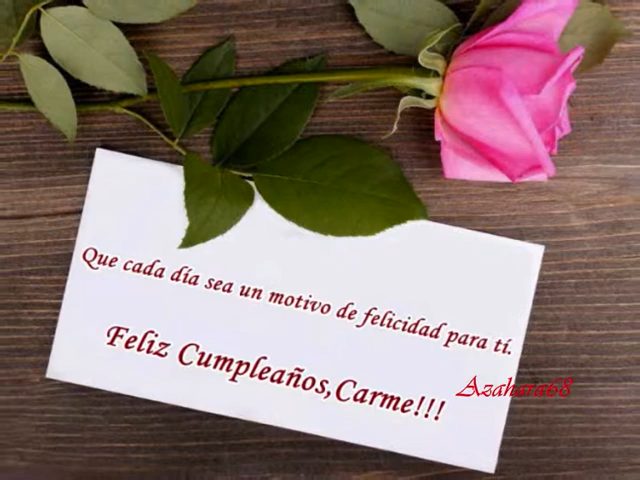 Que cada día sea un motivo de felicidad para tí.
Feliz Cumpleaños,Carme!!!
Azahara68